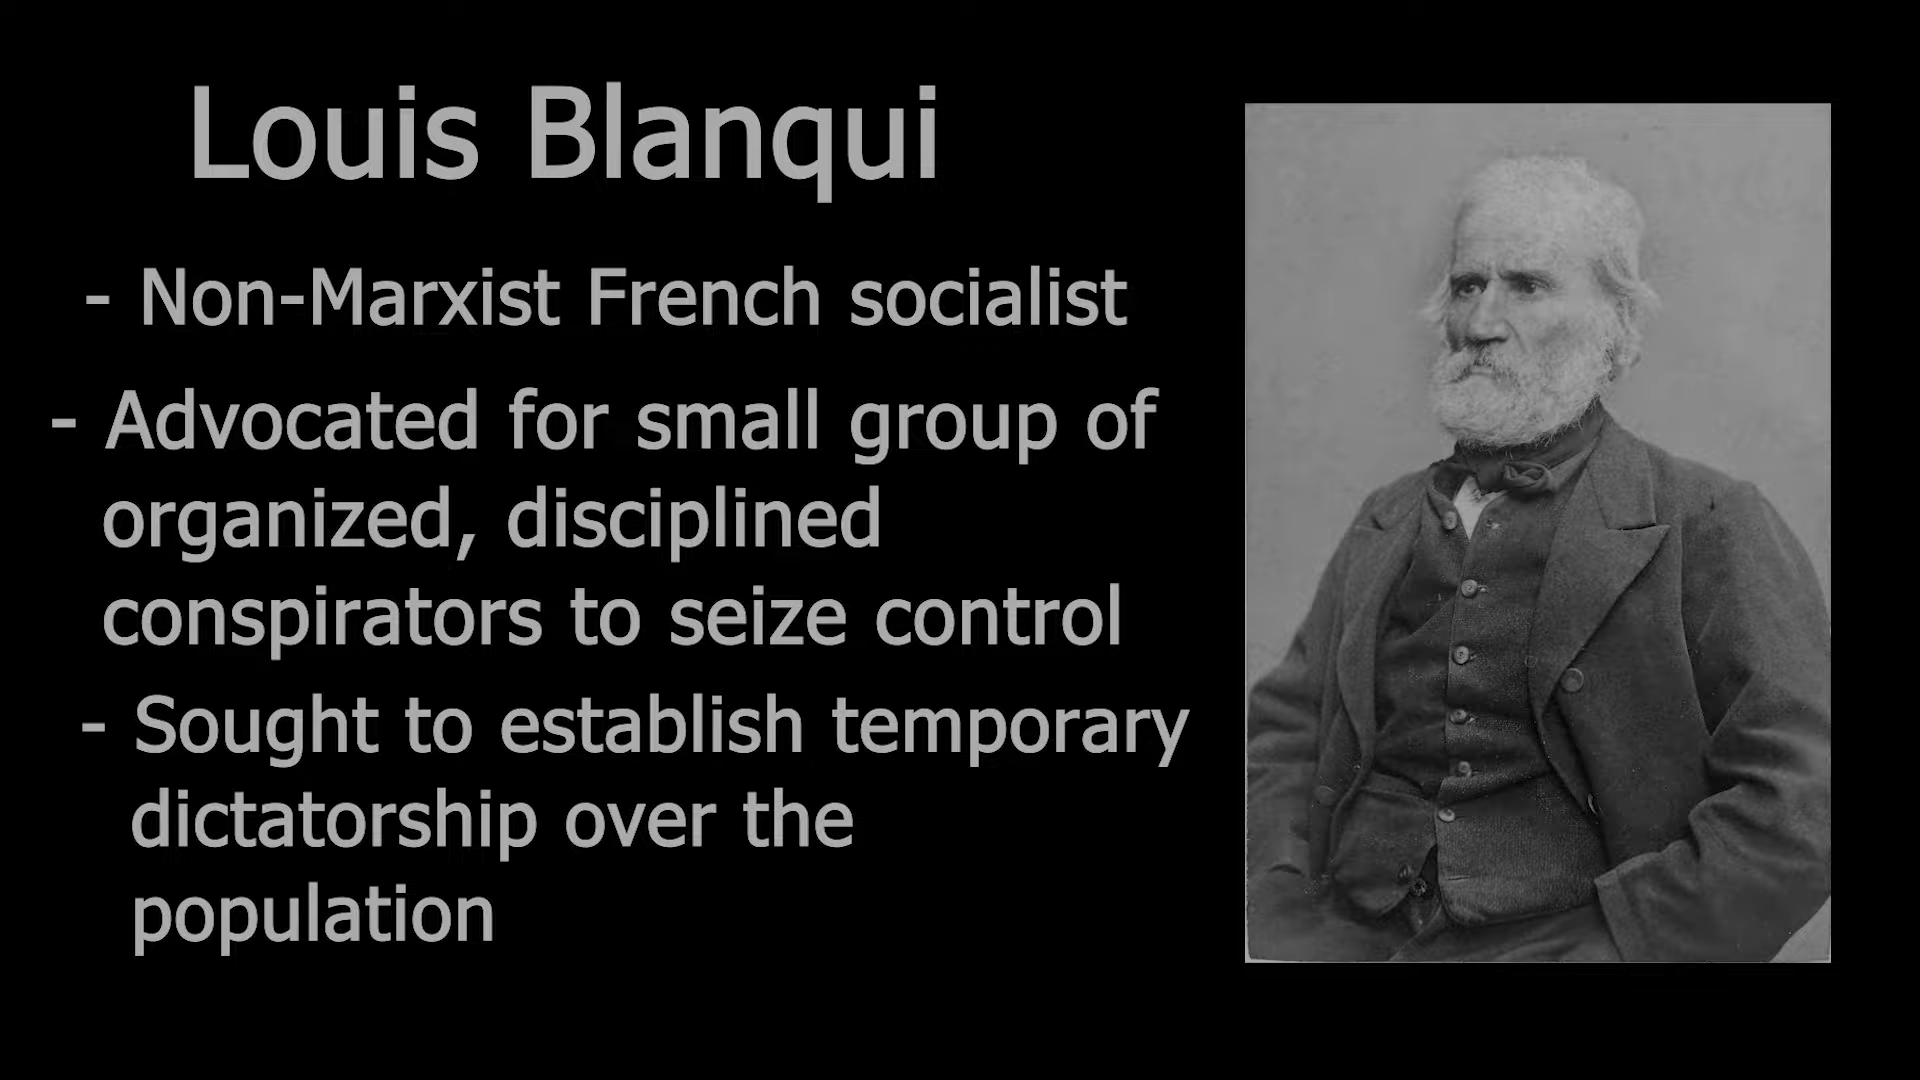 Louis Blanqui
- Non-Marxist French socialist
- Advocated for small group of
organized, disciplined
conspirators to seize control
- Sought to establish temporary
dictatorship over the
population